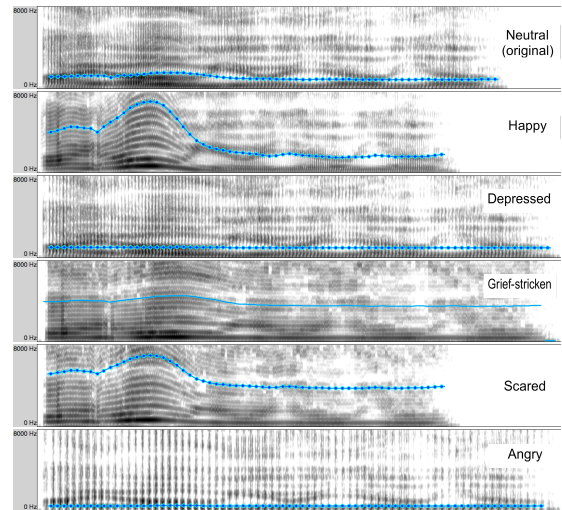 8000 Hz
Neutral
(original)
0 Hz
8000 Hz
Happy
0 Hz
8000 Hz
Depressed
0 Hz
8000 Hz
Grief-stricken
0 Hz
8000 Hz
Scared
0 Hz
8000 Hz
Angry
0 Hz